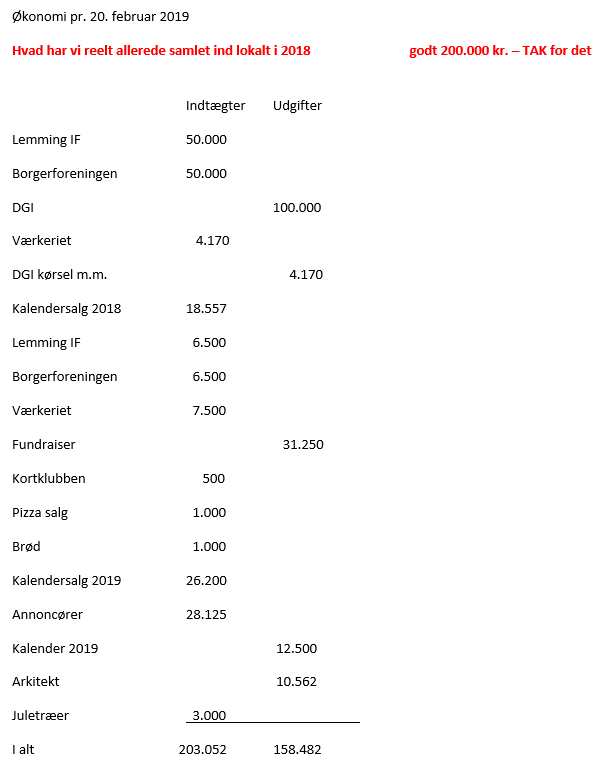 Økonomi pr. 20. februar 2019
Hvad har vi reelt allerede samlet ind lokalt i 2018 godt 200.000 kr. – TAK for det
Indtægter Udgifter
Lemming IF 50.000
Borgerforeningen 50.000
DGI 100.000
Værkeriet 4.170
DGI kørsel m.m. 4.170
Kalendersalg 2018 18.557
Lemming IF 6.500
Borgerforeningen 6.500
Værkeriet 7.500
Fundraiser 31.250
Kortklubben 500
Pizza salg 1.000
Brød 1.000
Kalendersalg 2019 26.200
Annoncører 28.125
Kalender 2019 12.500
Arkitekt 10.562
Juletræer 3.000
I alt 203.052 158.482